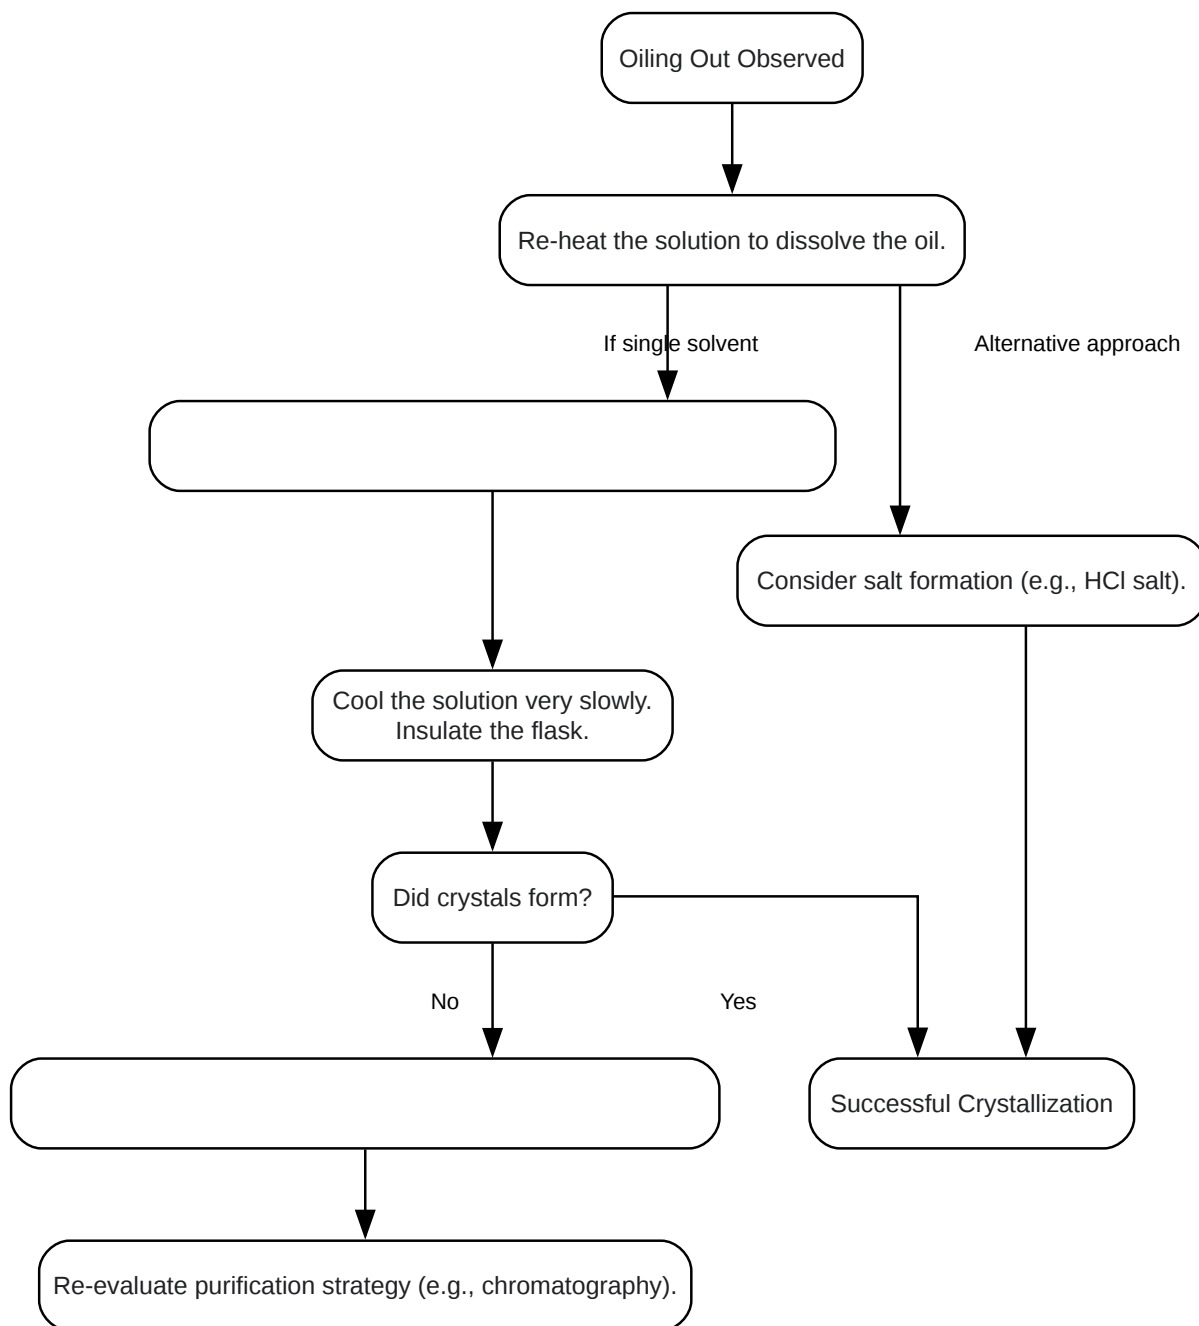 Oiling Out Observed
Re-heat the solution to dissolve the oil.
If single solvent
Alternative approach
Consider salt formation (e.g., HCl salt).
Cool the solution very slowly.
Insulate the flask.
Did crystals form?
No
Yes
Successful Crystallization
Re-evaluate purification strategy (e.g., chromatography).